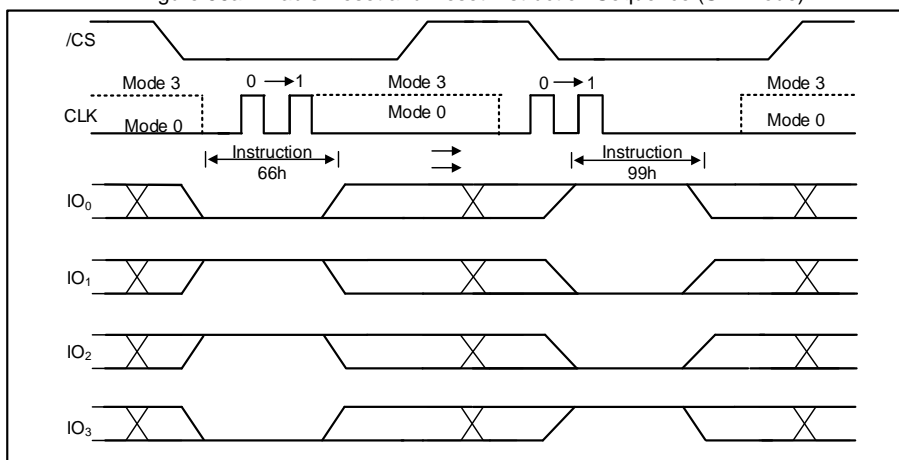 /CS
Mode 3 0 1 Mode 3 0 1 Mode 3
CLK
Mode 0 Mode 0 Mode 0
Instruction Instruction
66h 99h
IO0
IO1
IO2
IO3